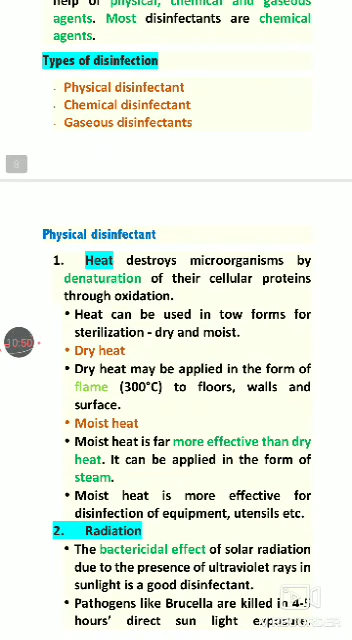 help of physical, chemical and gaseous
agents. Most disinfectants are chemical
agents.
Types of disinfection
- Physical disinfectant
- Chemical disinfectant
- Gaseous disinfectants
8
Physical disinfectant
1. Heat destroys microorganisms by
denaturation of their cellular proteins
through oxidation.
• Heat can be used in tow forms for
sterilization - dry and moist.
• Dry heat
• Dry heat may be applied in the form of
flame (300°C) to floors, walls and
surface.
10:50
• Moist heat
• Moist heat is far more effective than dry
heat. It can be applied in the form of
steam.
• Moist heat is more effective for
disinfection of equipment, utensils etc.
2. Radiation
• The bactericidal effect of solar radiation
due to the presence of ultraviolet rays in
sunlight is a good disinfectant.
• Pathogens like Brucella are killed in 4-5
hours' direct sun light exposure.